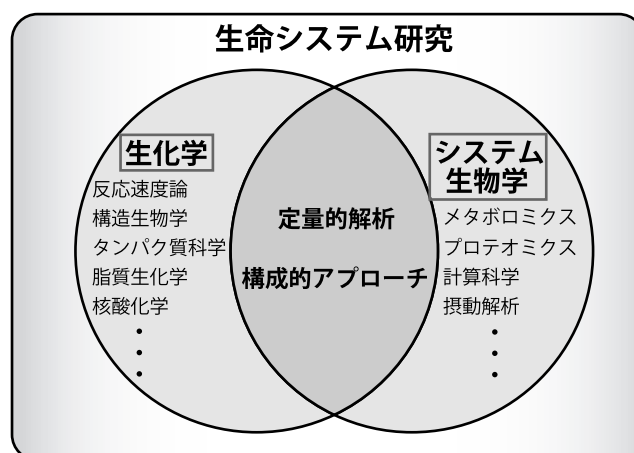 生命システム研究
生化学
反応速度論
構造生物学
タンパク質科学
脂質生化学
核酸化学
・
・
・
定量的解析
構成的アプローチ
システム
生物学
メタボロミクス
プロテオミクス
計算科学
摂動解析
・
・
・